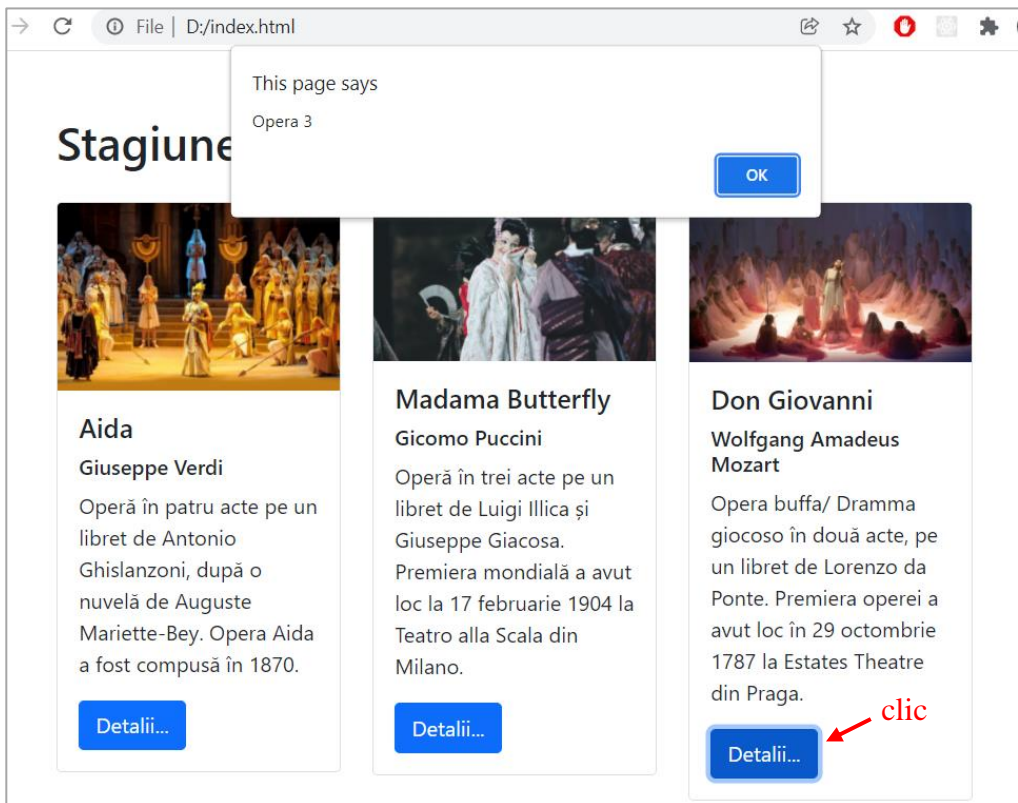 File | D:/index.html
This page says
Opera 3
OK
Stagiune
Aida
Giuseppe Verdi
Operă în patru acte pe un
libret de Antonio
Ghislanzoni, după o
nuvelă de Auguste
Mariette-Bey. Opera Aida
a fost compusă în 1870.
Detalii...
Madama Butterfly
Gicomo Puccini
Operă în trei acte pe un
libret de Luigi Illica și
Giuseppe Giacosa.
Premiera mondială a avut
loc la 17 februarie 1904 la
Teatro alla Scala din
Milano.
Detalii...
Don Giovanni
Wolfgang Amadeus
Mozart
Opera buffa/ Dramma
giocoso în două acte, pe
un libret de Lorenzo da
Ponte. Premiera operei a
avut loc în 29 octombrie
1787 la Estates Theatre
din Praga.
clic
Detalii...